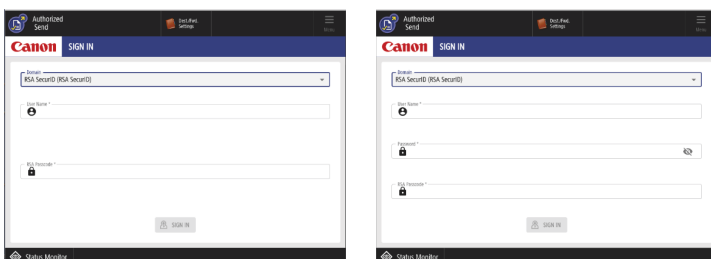 Authorized
Send
Dest./Fwd.
Settings
Menu
Canon SIGN IN
Domain
RSA SecurID (RSA SecurID)
User Name *
RSA Passcode *
SIGN IN
Status Monitor
Authorized
Send
Dest./Fwd.
Settings
Menu
Canon SIGN IN
Domain
RSA SecurID (RSA SecurID)
User Name *
Password *
RSA Passcode *
SIGN IN
Status Monitor